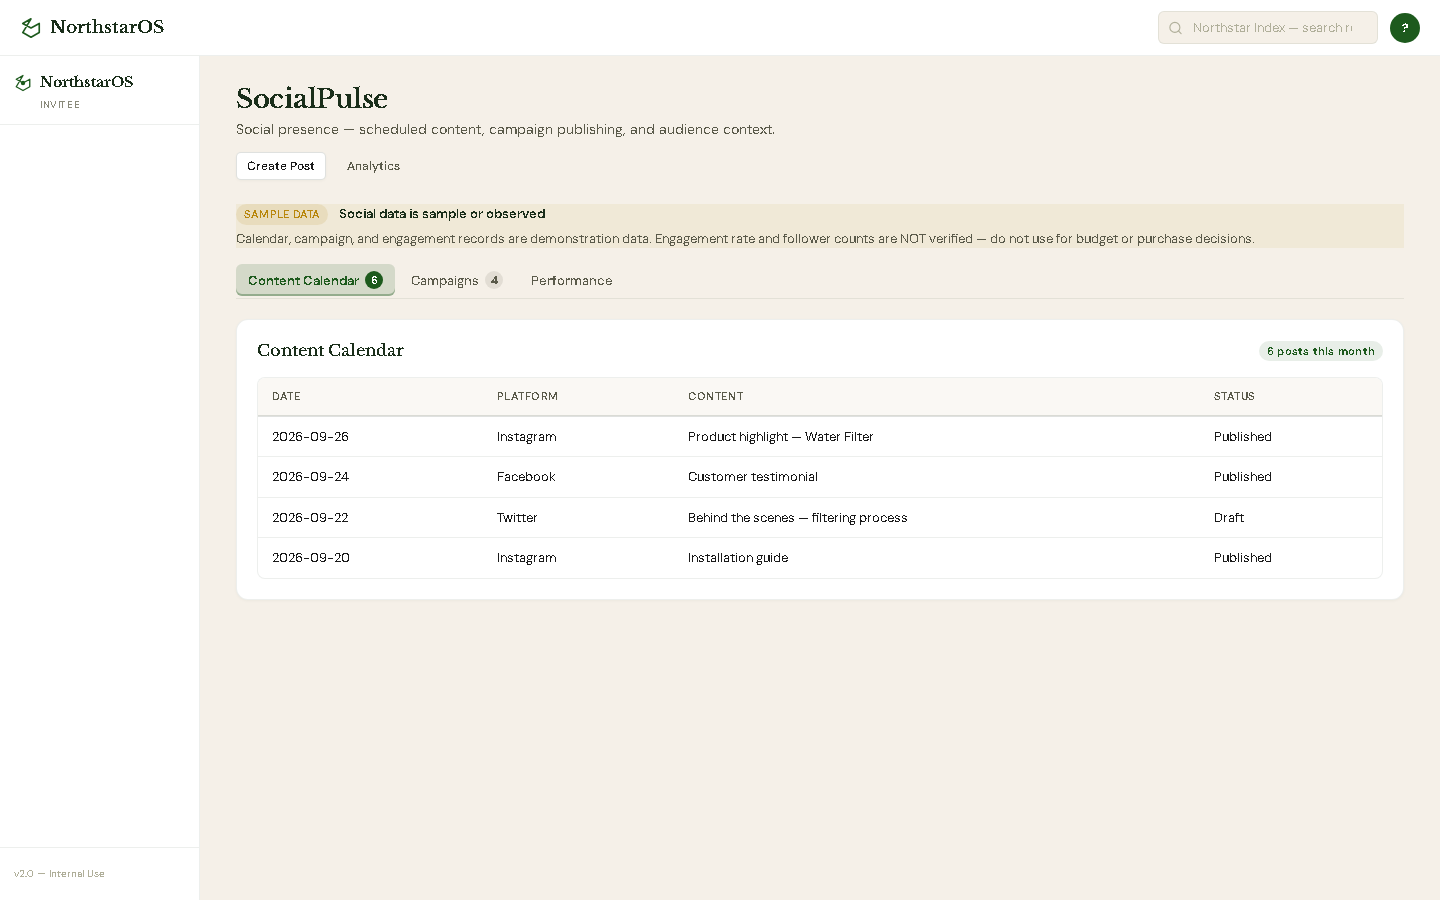 NorthstarOS
Northstar Index — search r
?
NorthstarOS
INVITEE
SocialPulse
Social presence — scheduled content, campaign publishing, and audience context.
Create Post Analytics
SAMPLE DATA Social data is sample or observed
Calendar, campaign, and engagement records are demonstration data. Engagement rate and follower counts are NOT verified — do not use for budget or purchase decisions.
Content Calendar 6 Campaigns 4 Performance
Content Calendar 6 posts this month
DATE PLATFORM CONTENT STATUS
2026-09-26 Instagram Product highlight — Water Filter Published
2026-09-24 Facebook Customer testimonial Published
2026-09-22 Twitter Behind the scenes — filtering process Draft
2026-09-20 Instagram Installation guide Published
v2.0 — Internal Use